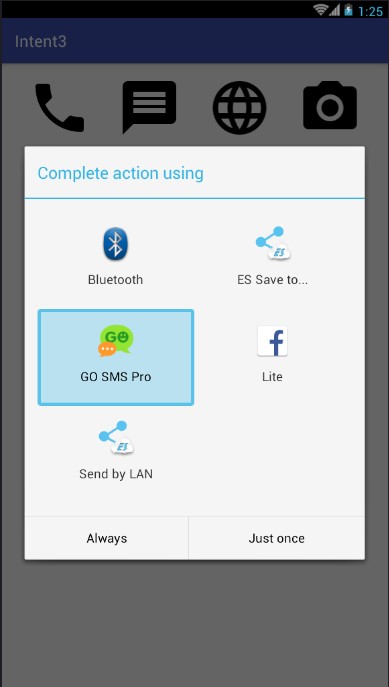 1:25
Intent3
Complete action using
Bluetooth
ES Save to...
GO SMS Pro
Lite
Send by LAN
Always
Just once